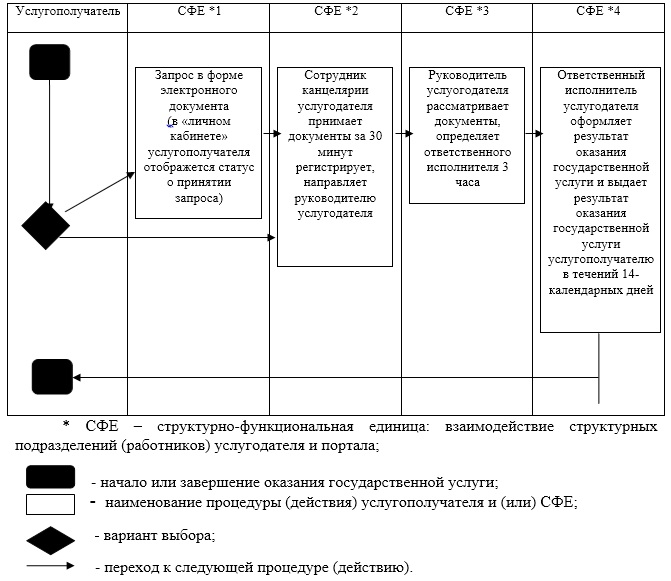 Услугополучатель
СФЕ *1
СФЕ *2
СФЕ *3
СФЕ *4
Запрос в форме
электронного
документа
(в «личном
кабинете»
услугополучателя
отображется статус
о принятии
запроса)
Сотрудник
канцелярии
услугодателя
прнимает
документы за 30
минут
регистрирует,
направляет
руководителю
услугодателя
Руководитель
услуогодателя
рассматривает
документы,
определяет
ответственного
исполнителя 3
часа
Ответственный
исполнитель
услугодателя
оформляет
результат
оказания
государственной
услуги и выдает
результат
оказания
государственной
услуги
услугополучателю
в течений 14-
календарных дней
* СФЕ – структурно-функциональная единица: взаимодействие структурных
подразделений (работников) услугодателя и портала;
- начало или завершение оказания государственной услуги;
- наименование процедуры (действия) услугополучателя и (или) СФЕ;
- вариант выбора;
- переход к следующей процедуре (действию).